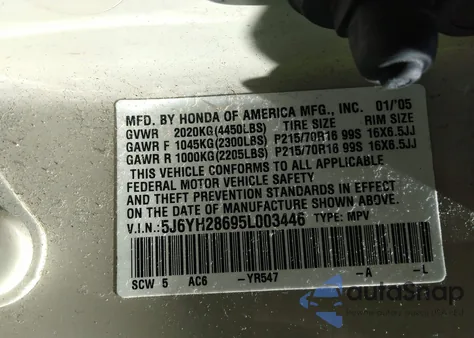 MFD. BY HONDA OF AMERICA MFG., INC. 01/'05
GVWR 2020KG(4450LBS) TIRE SIZE RIM SIZE
GAWR F 1045KG(2300LBS) P215/70R16 99S 16X6.5JJ
GAWR R 1000KG(2205LBS) P215/70R16 99S 16X6.5JJ
THIS VEHICLE CONFORMS TO ALL APPLICABLE
FEDERAL MOTOR VEHICLE SAFETY
STANDARDS IN EFFECT ON THE
DATE OF MANUFACTURE SHOWN ABOVE.
V.I.N.: 5J6YH28695L003446 TYPE: MPV
SCW 5 AC6 -YR547 -A -L
autoSnap